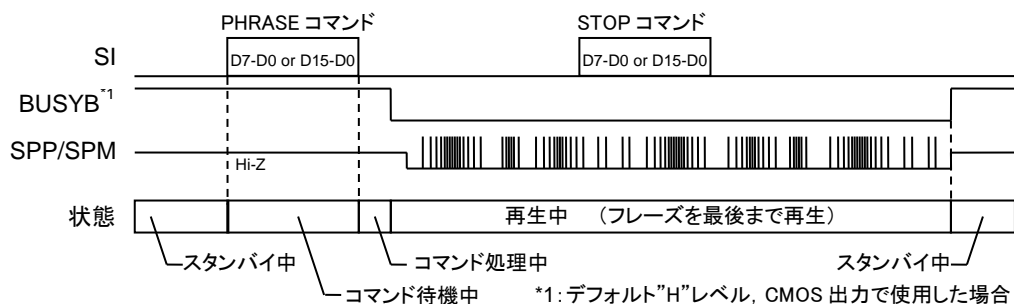 PHRASE コマンド STOP コマンド
SI D7-D0 or D15-D0 D7-D0 or D15-D0
BUSYB*1
SPP/SPM
Hi-Z
状態 再生中 (フレーズを最後まで再生)
スタンバイ中 コマンド処理中 スタンバイ中
コマンド待機中 *1:デフォルト"H"レベル, CMOS 出力で使用した場合